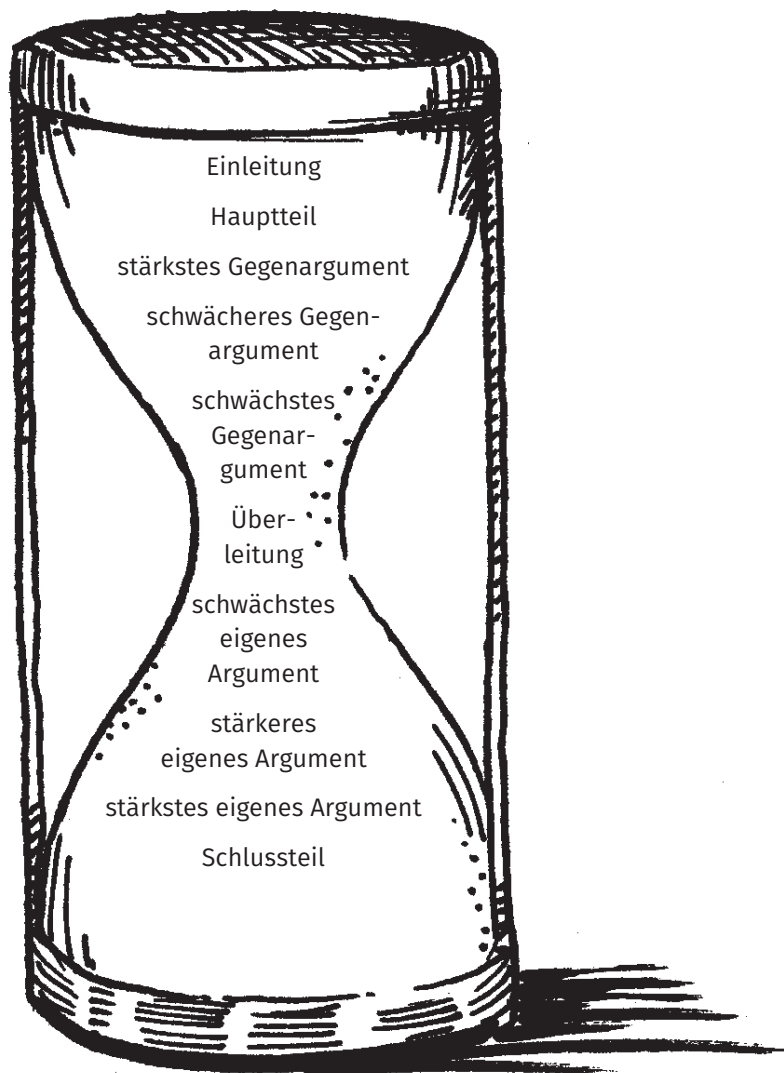 Einleitung
Hauptteil
stärkstes Gegenargument
schwächeres Gegen-
argument
schwächstes
Gegenar-
gument
Über-
leitung
schwächstes
eigenes
Argument
stärkeres
eigenes Argument
stärkstes eigenes Argument
Schlussteil